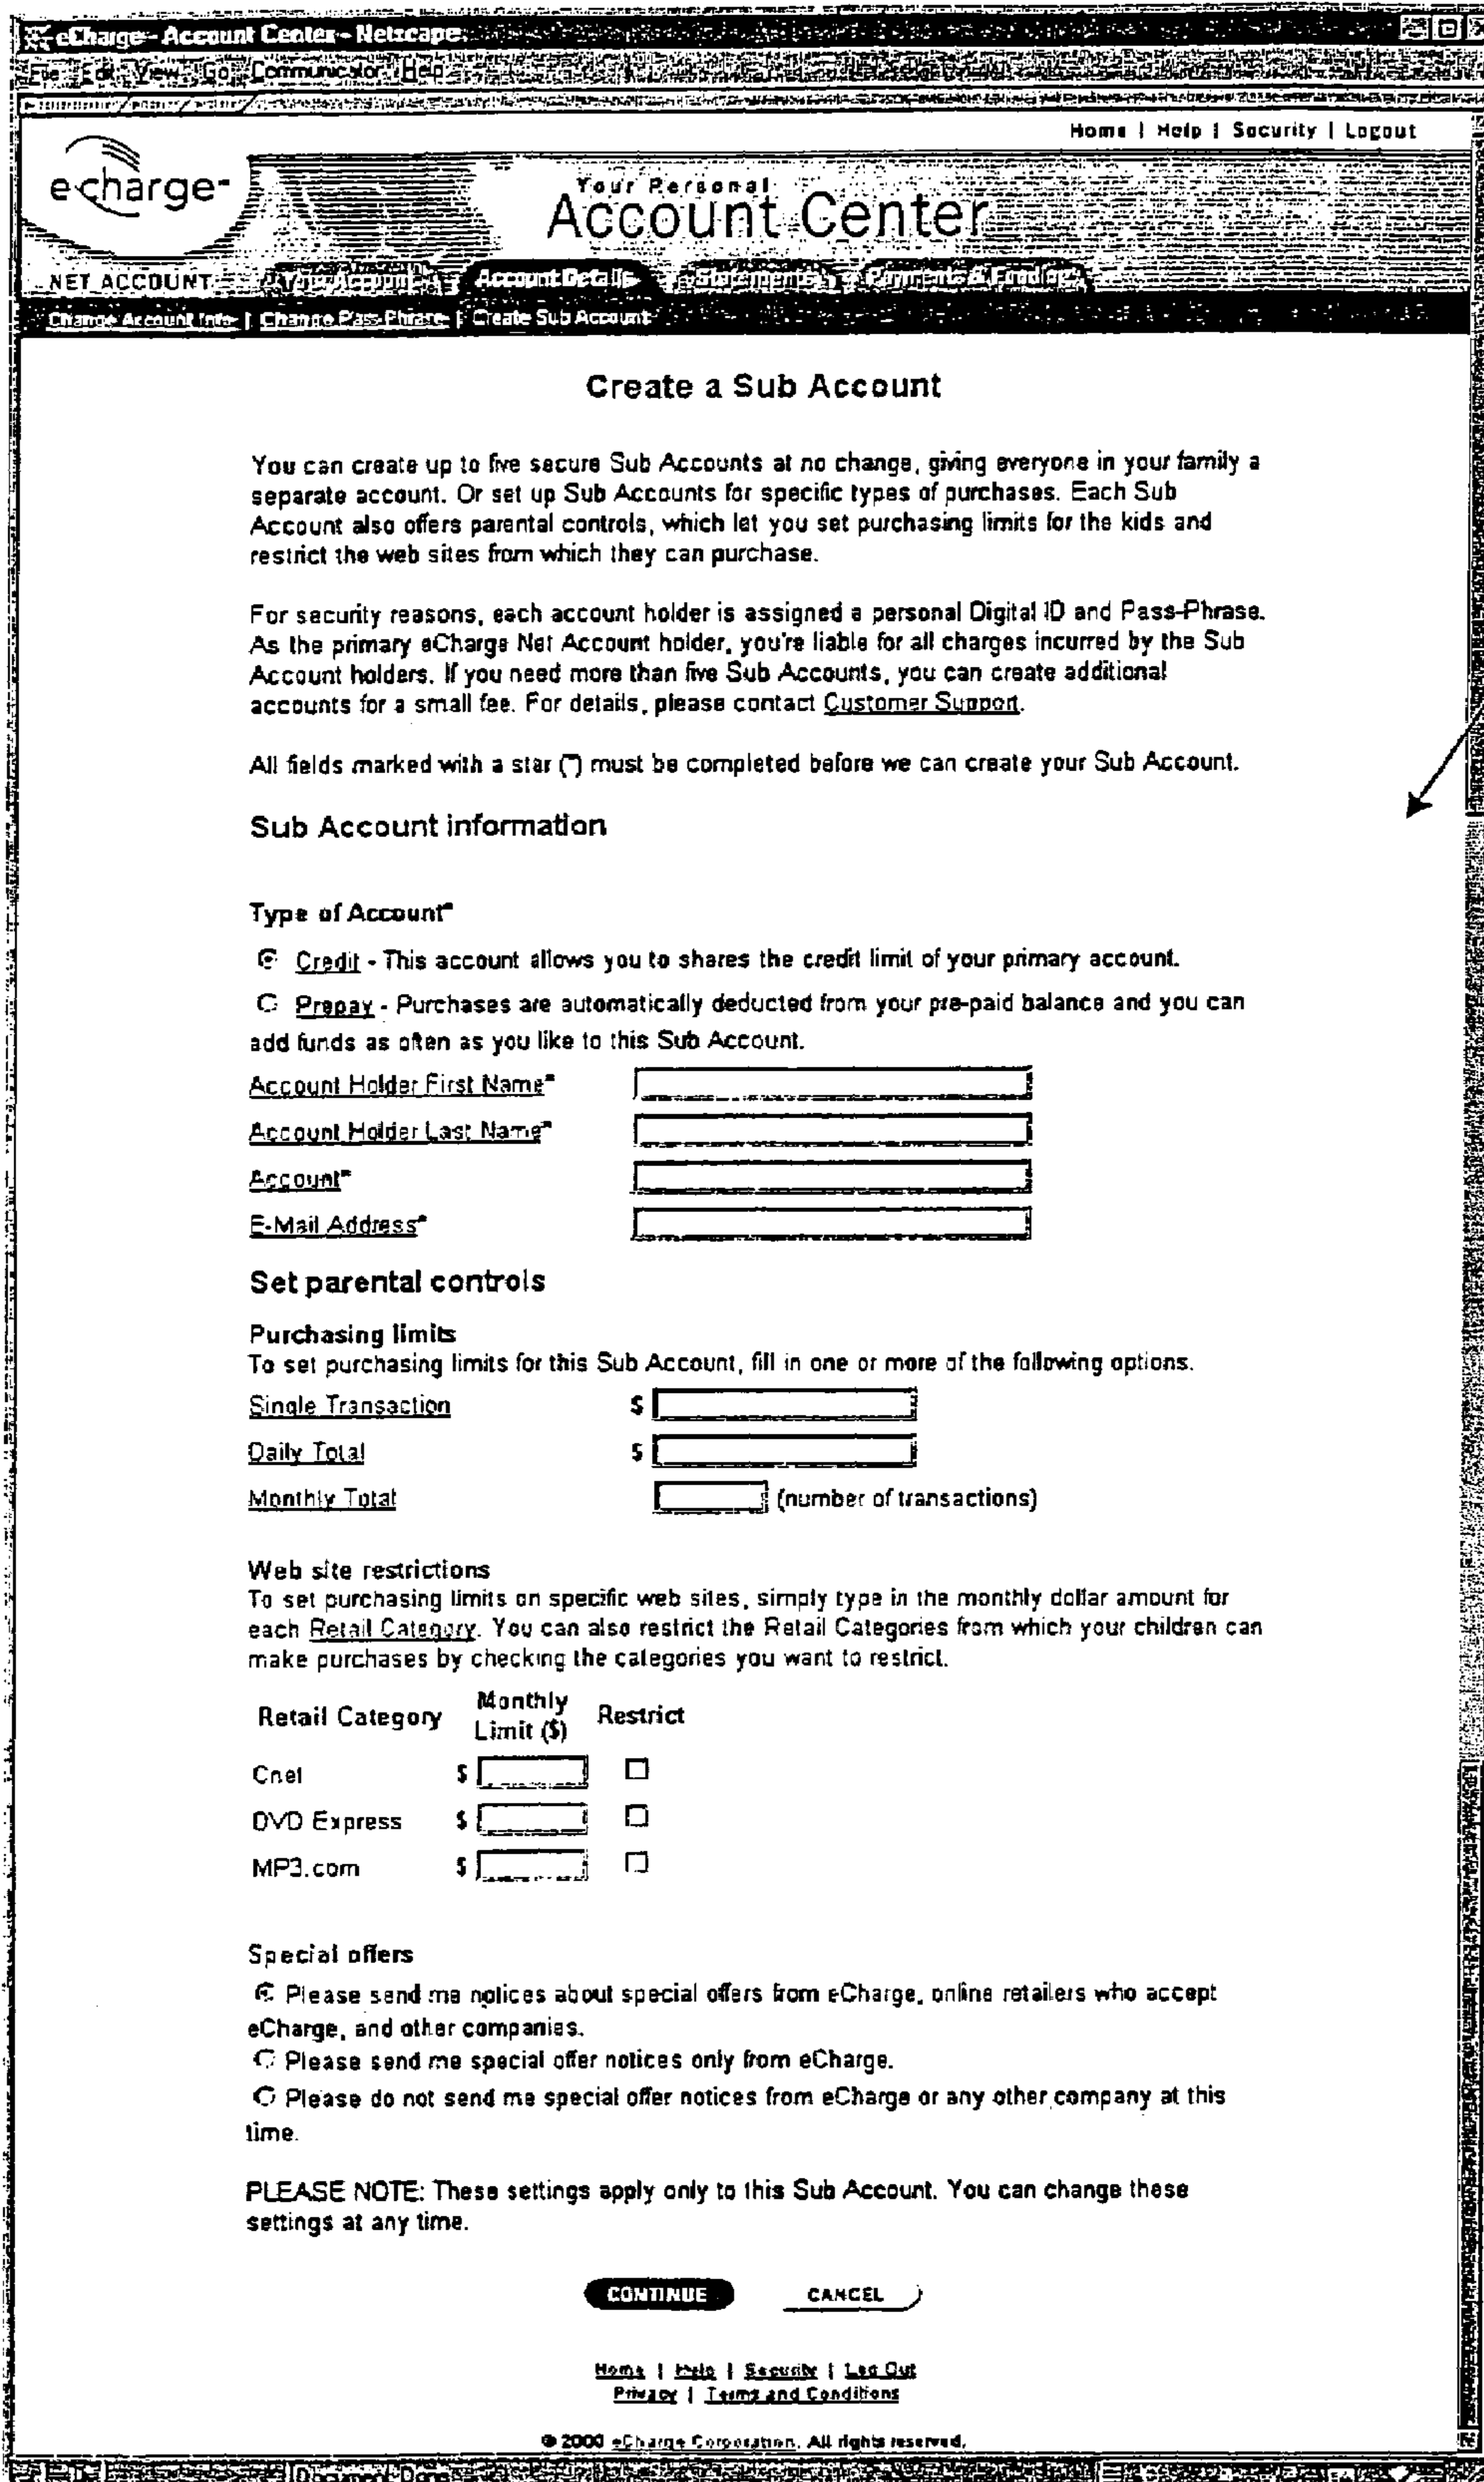 eCharge - Account Center - Netscape
File Edit View Go Communicator Help
Home | Help | Security | Logout
echarge
Your Personal
Account Center
NET ACCOUNT
Account Details
Statements
Payments & Funding
Change Account Info | Change Pass-Phrase | Create Sub Account
Create a Sub Account
You can create up to five secure Sub Accounts at no change, giving everyone in your family a
separate account. Or set up Sub Accounts for specific types of purchases. Each Sub
Account also offers parental controls, which let you set purchasing limits for the kids and
restrict the web sites from which they can purchase.
For security reasons, each account holder is assigned a personal Digital ID and Pass-Phrase.
As the primary eCharge Net Account holder, you're liable for all charges incurred by the Sub
Account holders. If you need more than five Sub Accounts, you can create additional
accounts for a small fee. For details, please contact Customer Support.
All fields marked with a star (*) must be completed before we can create your Sub Account.
Sub Account information
Type of Account*
Credit - This account allows you to shares the credit limit of your primary account.
Prepay - Purchases are automatically deducted from your pre-paid balance and you can
add funds as often as you like to this Sub Account.
Account Holder First Name*
Account Holder Last Name*
Account*
E-Mail Address*
Set parental controls
Purchasing limits
To set purchasing limits for this Sub Account, fill in one or more of the following options.
Single Transaction $
Daily Total $
Monthly Total (number of transactions)
Web site restrictions
To set purchasing limits on specific web sites, simply type in the monthly dollar amount for
each Retail Category. You can also restrict the Retail Categories from which your children can
make purchases by checking the categories you want to restrict.
Retail Category Monthly Limit ($) Restrict
Cnet $
DVD Express $
MP3.com $
Special offers
Please send me notices about special offers from eCharge, online retailers who accept
eCharge, and other companies.
Please send me special offer notices only from eCharge.
Please do not send me special offer notices from eCharge or any other company at this
time.
PLEASE NOTE: These settings apply only to this Sub Account. You can change these
settings at any time.
CONTINUE CANCEL
Home | Help | Security | Log Out
Privacy | Terms and Conditions
© 2000 eCharge Corporation. All rights reserved.
Document: Done